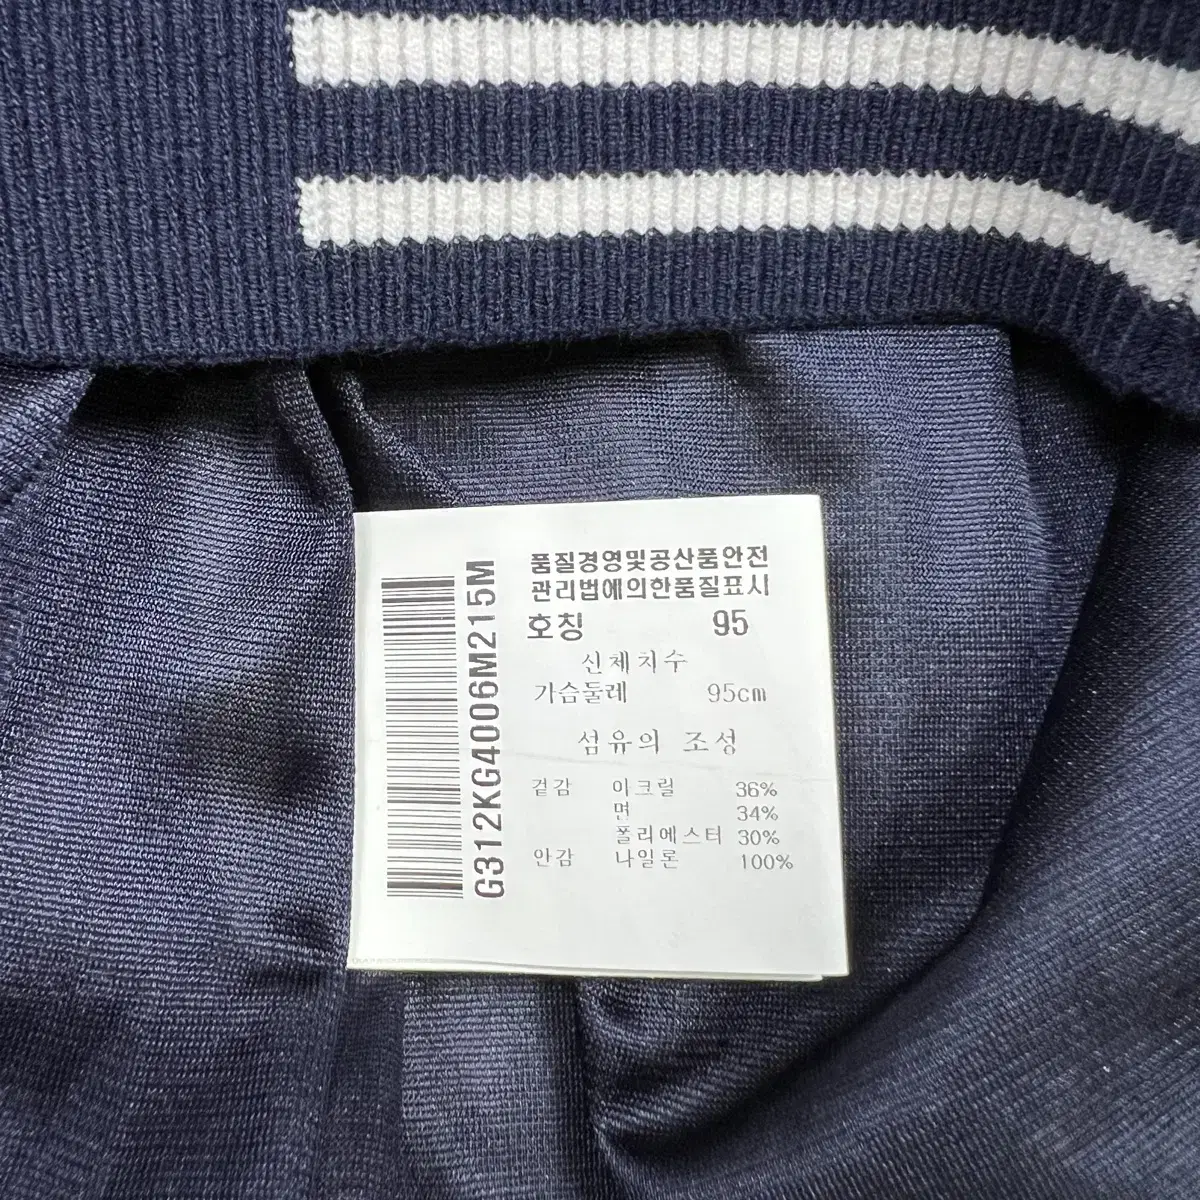 G312KG4006M215M
품질경영및공산품안전
관리법에의한품질표시
호칭 95
신체치수
가슴둘레 95cm
섬유의 조성
겉감 아크릴 36%
면 34%
폴리에스터 30%
안감 나일론 100%